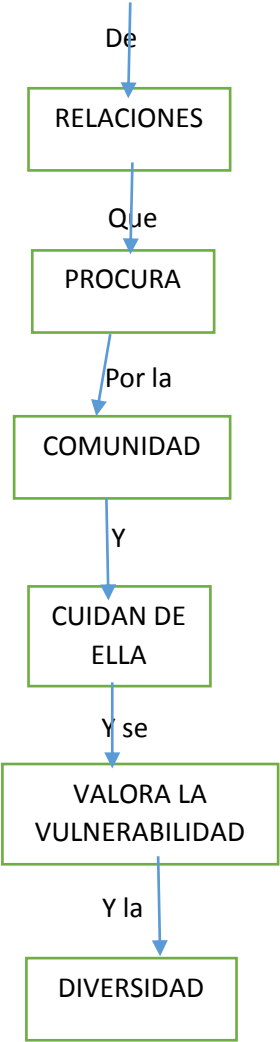 De
RELACIONES
Que
PROCURA
Por la
COMUNIDAD
Y
CUIDAN DE
ELLA
Y se
VALORA LA
VULNERABILIDAD
Y la
DIVERSIDAD